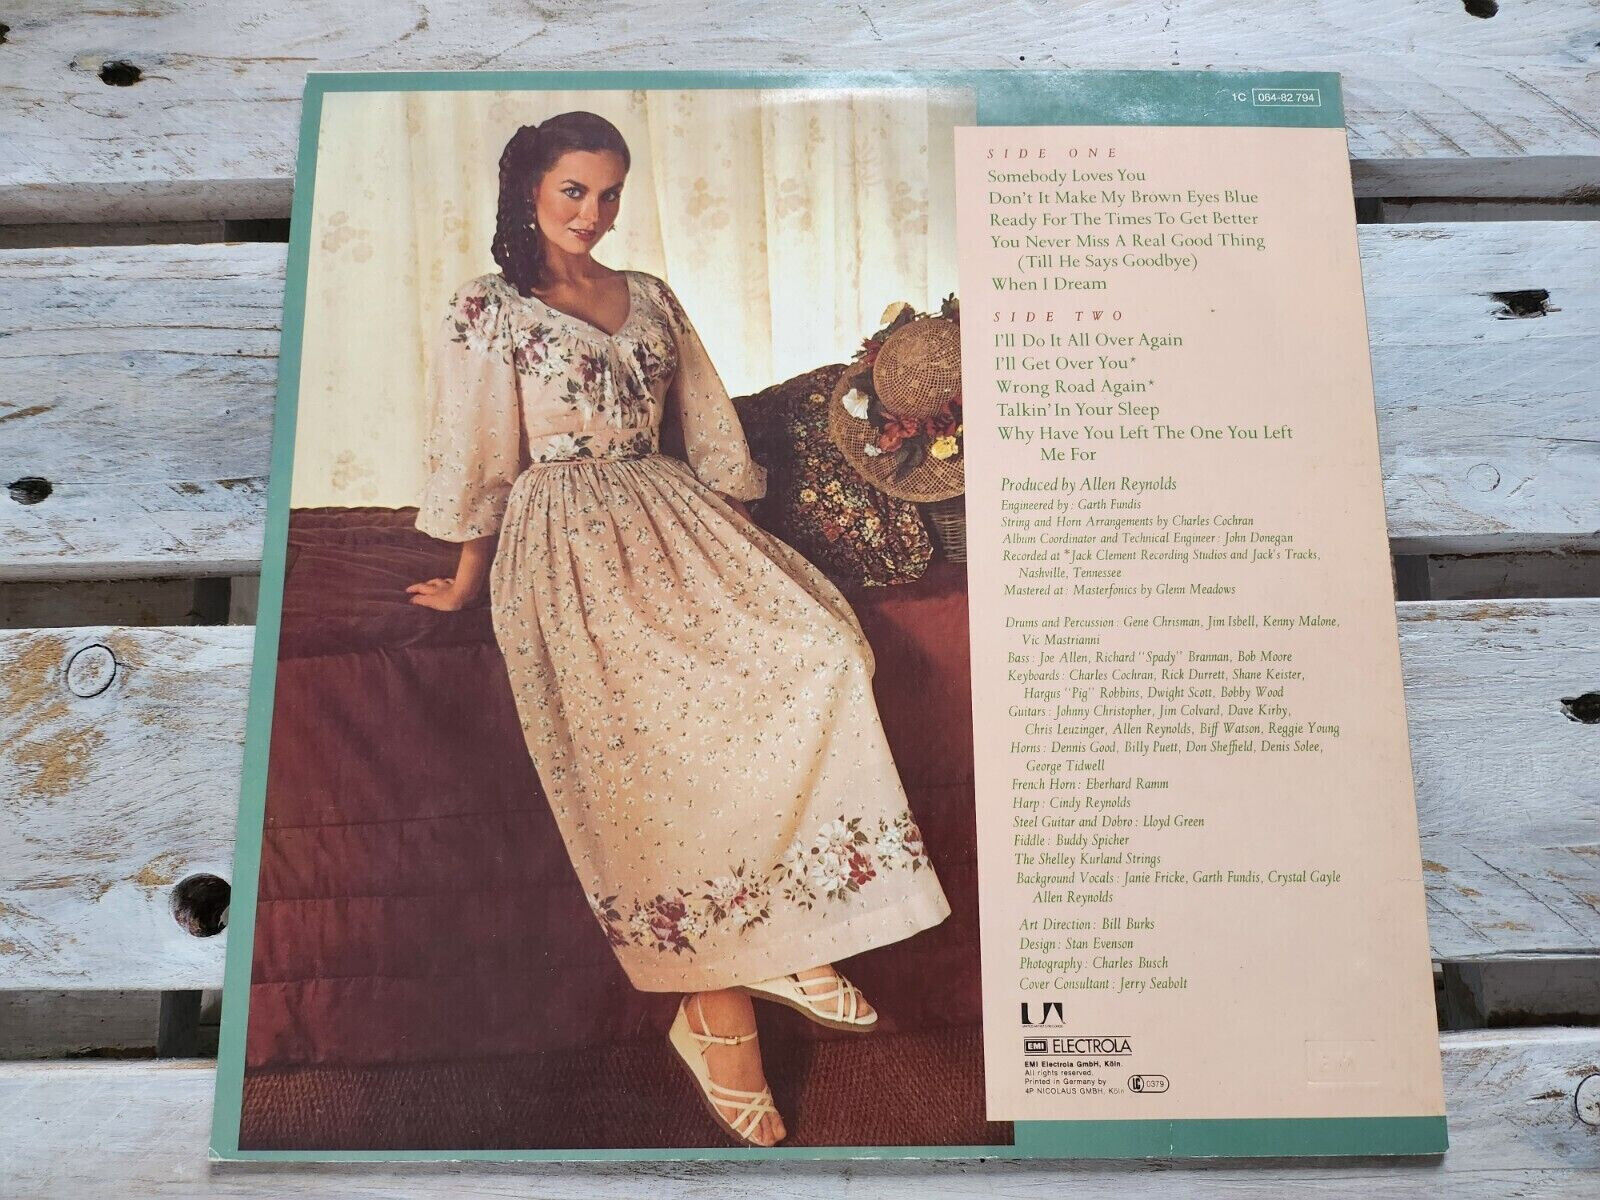 1C 064-82 794
SIDE ONE
Somebody Loves You
Don't It Make My Brown Eyes Blue
Ready For The Times To Get Better
You Never Miss A Real Good Thing
(Till He Says Goodbye)
When I Dream
SIDE TWO
I'll Do It All Over Again
I'll Get Over You*
Wrong Road Again*
Talkin' In Your Sleep
Why Have You Left The One You Left
Me For
Produced by Allen Reynolds
Engineered by: Garth Fundis
String and Horn Arrangements by Charles Cochran
Album Coordinator and Technical Engineer: John Donegan
Recorded at *Jack Clement Recording Studios and Jack's Tracks,
Nashville, Tennessee
Mastered at: Masterfonics by Glenn Meadows
Drums and Percussion: Gene Chrisman, Jim Isbell, Kenny Malone,
Vic Mastrianni
Bass: Joe Allen, Richard "Spady" Brannan, Bob Moore
Keyboards: Charles Cochran, Rick Durrett, Shane Keister,
Hargus "Pig" Robbins, Dwight Scott, Bobby Wood
Guitars: Johnny Christopher, Jim Colvard, Dave Kirby,
Chris Leuzinger, Allen Reynolds, Biff Watson, Reggie Young
Horns: Dennis Good, Billy Puett, Don Sheffield, Denis Solee,
George Tidwell
French Horn: Eberhard Ramm
Harp: Cindy Reynolds
Steel Guitar and Dobro: Lloyd Green
Fiddle: Buddy Spicher
The Shelley Kurland Strings
Background Vocals: Janie Fricke, Garth Fundis, Crystal Gayle
Allen Reynolds
Art Direction: Bill Burks
Design: Stan Evenson
Photography: Charles Busch
Cover Consultant: Jerry Seabolt
UA
EMI ELECTROLA
EMI Electrola GmbH, Köln.
All rights reserved.
Printed in Germany by
4P NICOLAUS GMBH, Köln
LC 0379